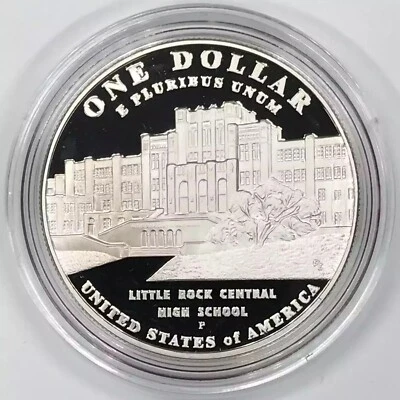 ONE DOLLAR
E PLURIBUS UNUM
LITTLE ROCK CENTRAL
HIGH SCHOOL
P
UNITED STATES of AMERICA